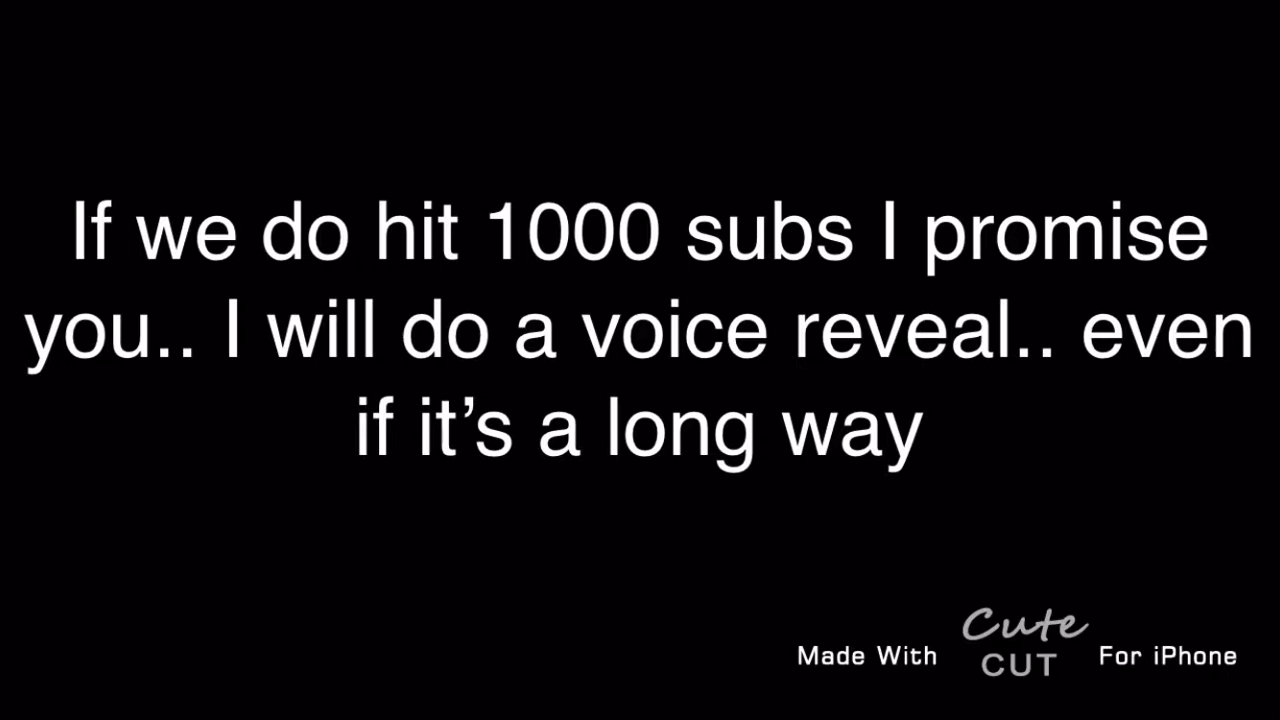 If we do hit 1000 subs I promise
you.. I will do a voice reveal.. even
if it’s a long way
Made With Cute CUT For iPhone